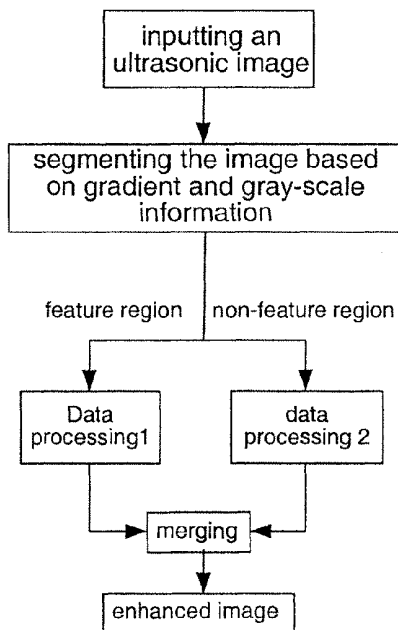 inputting an
ultrasonic image
segmenting the image based
on gradient and gray-scale
information
feature region
non-feature region
Data
processing1
data
processing 2
merging
enhanced image